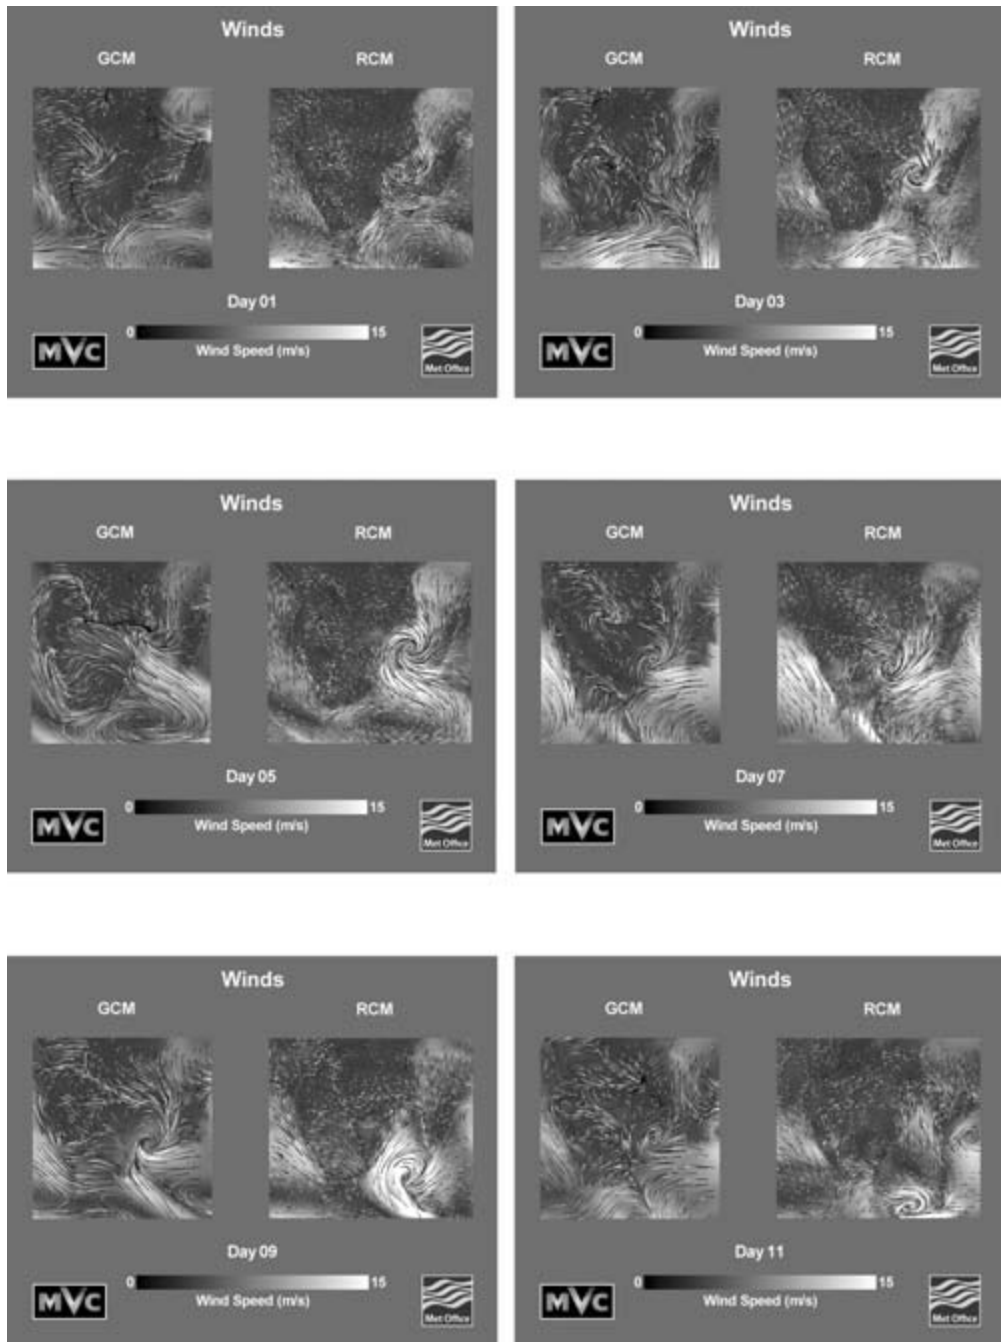 Winds
GCM RCM
Day 01
0 15
Wind Speed (m/s)
MVC
Met Office
Winds
GCM RCM
Day 03
0 15
Wind Speed (m/s)
MVC
Met Office
Winds
GCM RCM
Day 05
0 15
Wind Speed (m/s)
MVC
Met Office
Winds
GCM RCM
Day 07
0 15
Wind Speed (m/s)
MVC
Met Office
Winds
GCM RCM
Day 09
0 15
Wind Speed (m/s)
MVC
Met Office
Winds
GCM RCM
Day 11
0 15
Wind Speed (m/s)
MVC
Met Office